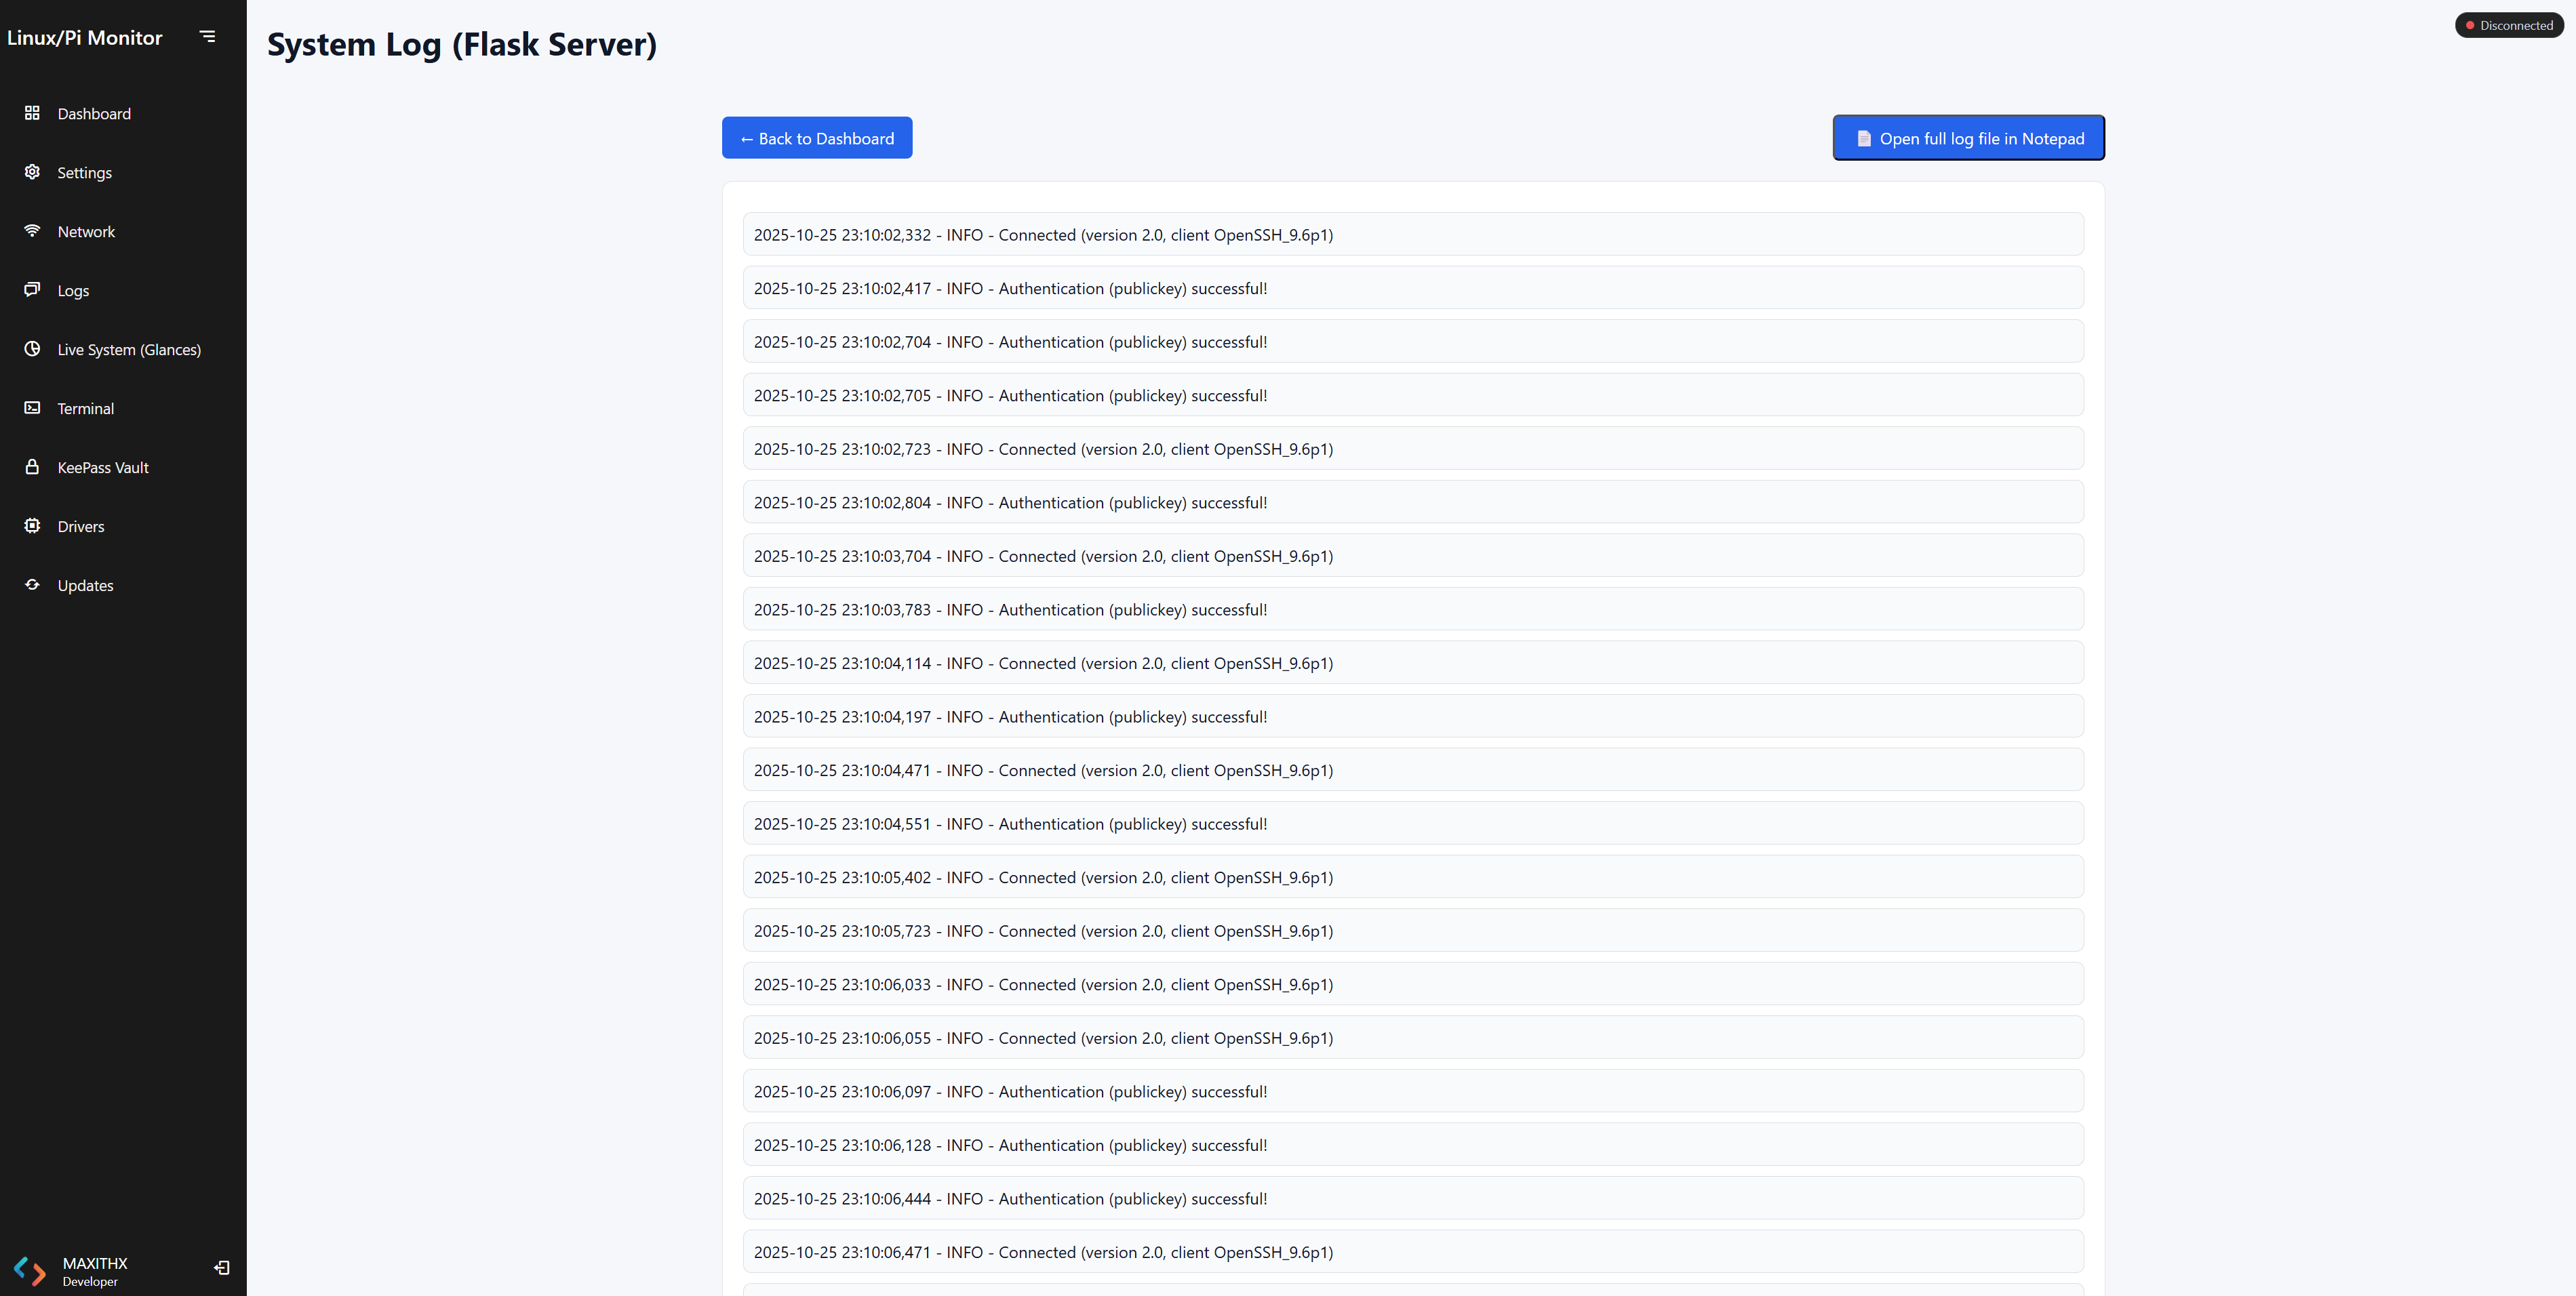 Linux/Pi Monitor
Dashboard
Settings
Network
Logs
Live System (Glances)
Terminal
KeePass Vault
Drivers
Updates
MAXITHX
Developer
System Log (Flask Server)
Disconnected
← Back to Dashboard
Open full log file in Notepad
2025-10-25 23:10:02,332 - INFO - Connected (version 2.0, client OpenSSH_9.6p1)
2025-10-25 23:10:02,417 - INFO - Authentication (publickey) successful!
2025-10-25 23:10:02,704 - INFO - Authentication (publickey) successful!
2025-10-25 23:10:02,705 - INFO - Authentication (publickey) successful!
2025-10-25 23:10:02,723 - INFO - Connected (version 2.0, client OpenSSH_9.6p1)
2025-10-25 23:10:02,804 - INFO - Authentication (publickey) successful!
2025-10-25 23:10:03,704 - INFO - Connected (version 2.0, client OpenSSH_9.6p1)
2025-10-25 23:10:03,783 - INFO - Authentication (publickey) successful!
2025-10-25 23:10:04,114 - INFO - Connected (version 2.0, client OpenSSH_9.6p1)
2025-10-25 23:10:04,197 - INFO - Authentication (publickey) successful!
2025-10-25 23:10:04,471 - INFO - Connected (version 2.0, client OpenSSH_9.6p1)
2025-10-25 23:10:04,551 - INFO - Authentication (publickey) successful!
2025-10-25 23:10:05,402 - INFO - Connected (version 2.0, client OpenSSH_9.6p1)
2025-10-25 23:10:05,723 - INFO - Connected (version 2.0, client OpenSSH_9.6p1)
2025-10-25 23:10:06,033 - INFO - Connected (version 2.0, client OpenSSH_9.6p1)
2025-10-25 23:10:06,055 - INFO - Connected (version 2.0, client OpenSSH_9.6p1)
2025-10-25 23:10:06,097 - INFO - Authentication (publickey) successful!
2025-10-25 23:10:06,128 - INFO - Authentication (publickey) successful!
2025-10-25 23:10:06,444 - INFO - Authentication (publickey) successful!
2025-10-25 23:10:06,471 - INFO - Connected (version 2.0, client OpenSSH_9.6p1)